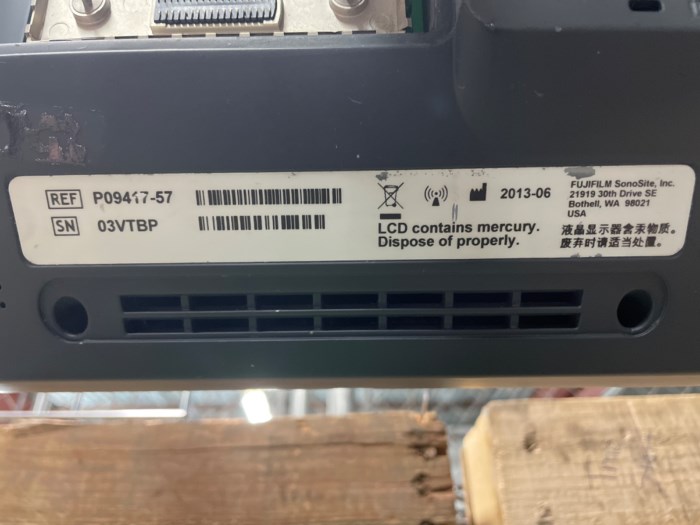 REF P09417-57
SN 03VTBP
2013-06
LCD contains mercury.
Dispose of properly.
FUJIFILM SonoSite, Inc.
21919 30th Drive SE
Bothell, WA 98021
USA
液晶显示器含汞物质。
废弃时请适当处置。